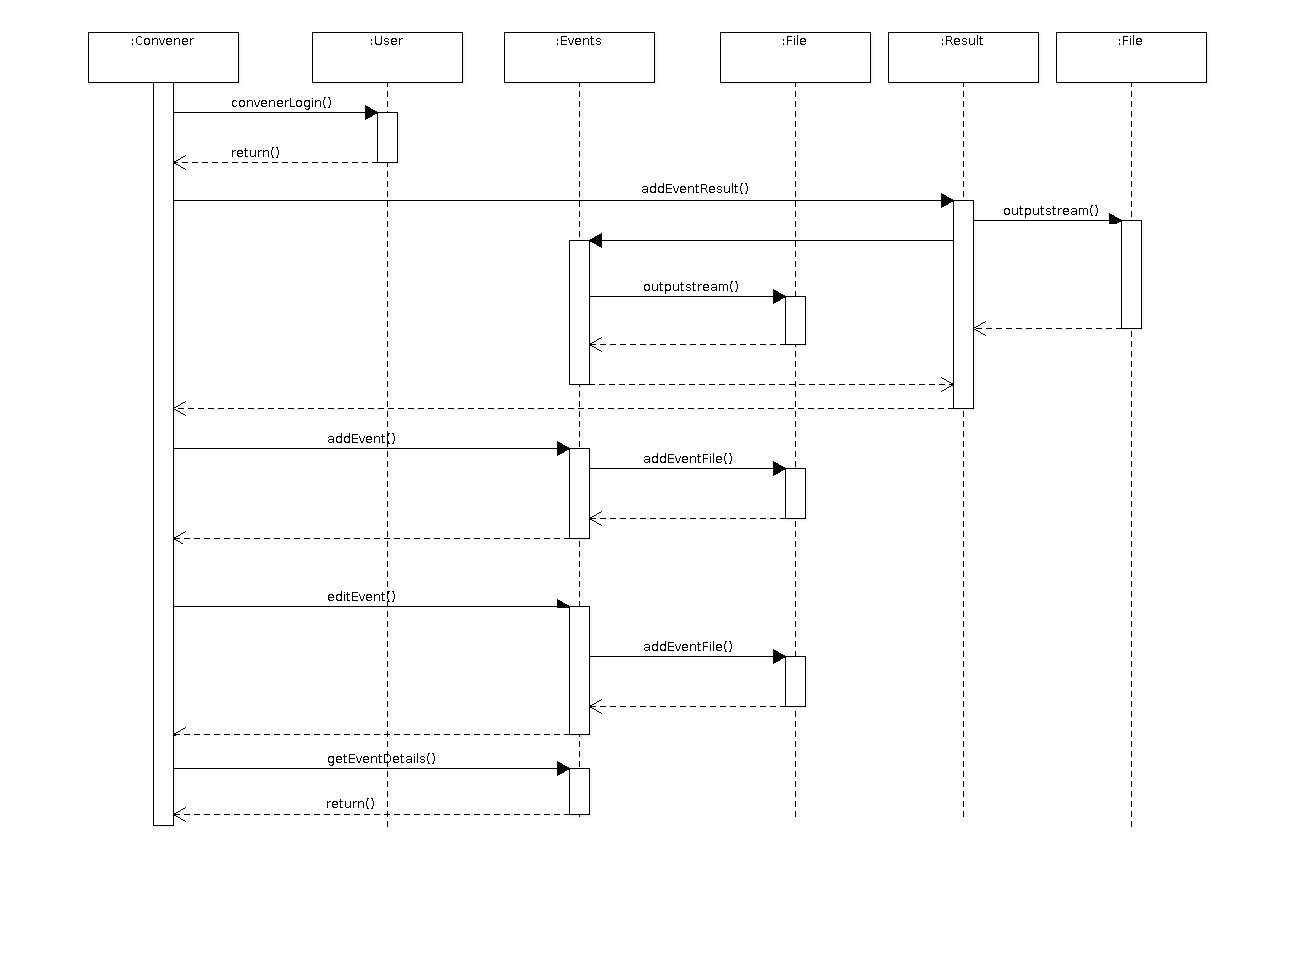 :Convener
:User
:Events
:File
:Result
:File
convenerLogin()
return()
addEventResult()
outputstream()
outputstream()
addEvent()
addEventFile()
editEvent()
addEventFile()
getEventDetails()
return()